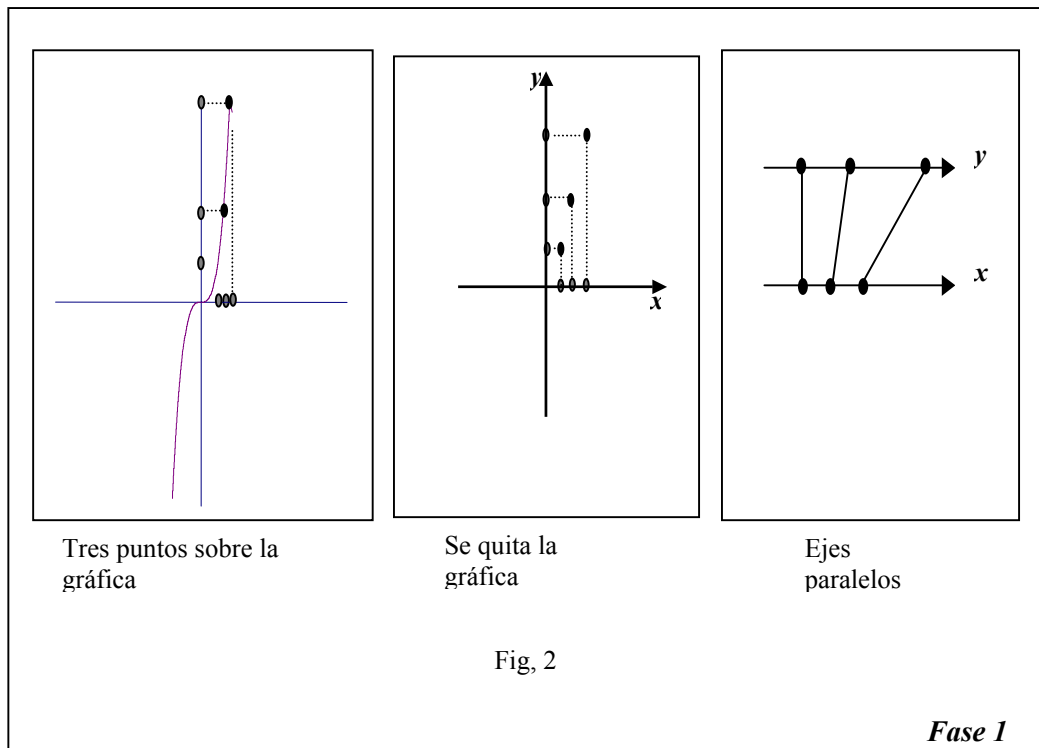 y
x
y
x
Tres puntos sobre la
gráfica
Se quita la
gráfica
Ejes
paralelos
Fig, 2
Fase 1